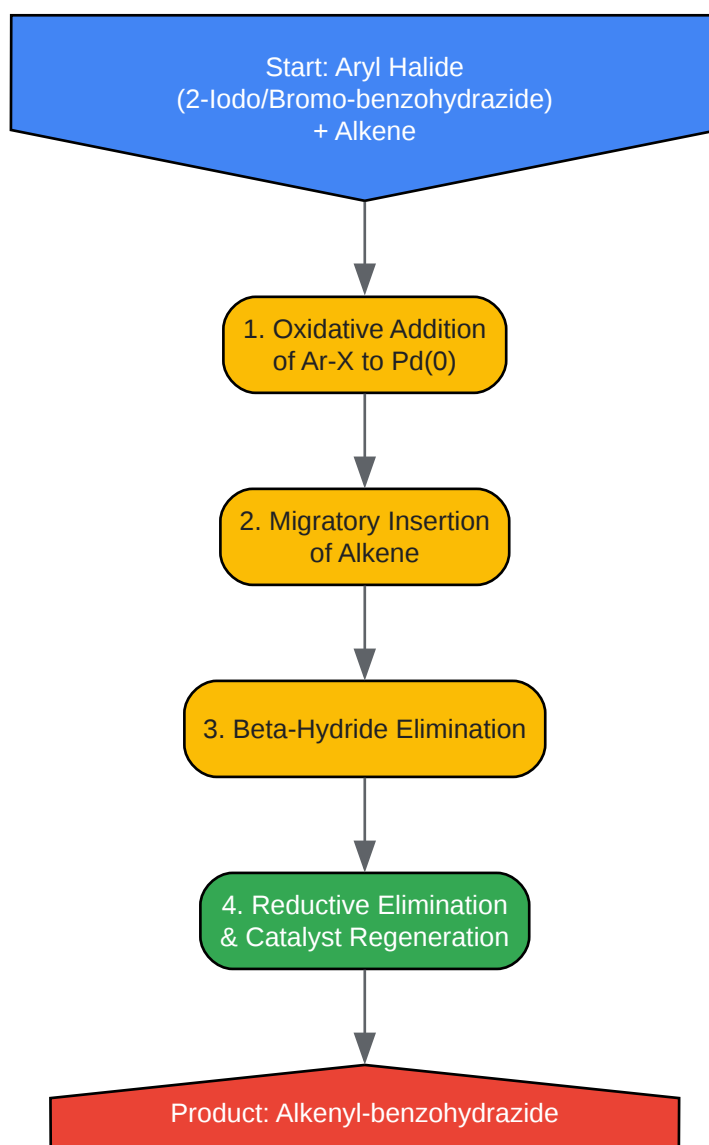 Start: Aryl Halide
(2-Iodo/Bromo-benzohydrazide)
+ Alkene
1. Oxidative Addition
of Ar-X to Pd(0)
2. Migratory Insertion
of Alkene
3. Beta-Hydride Elimination
4. Reductive Elimination
& Catalyst Regeneration
Product: Alkenyl-benzohydrazide